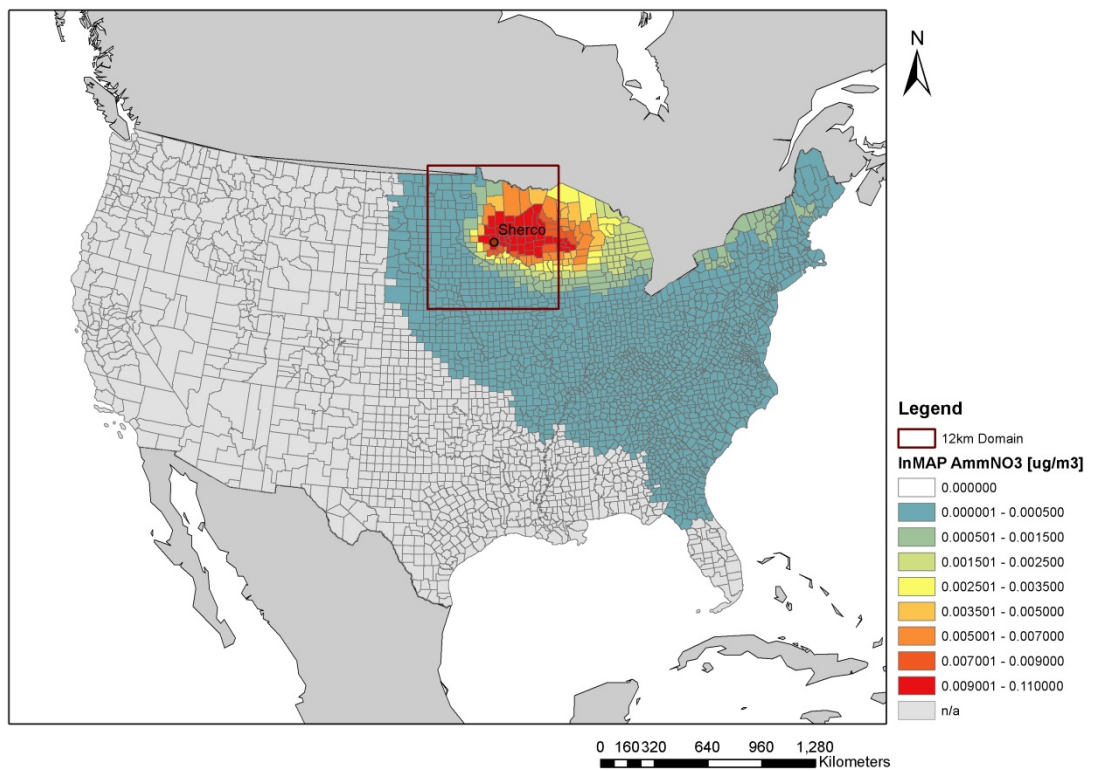 N
Sherco
Legend
12km Domain
InMAP AmmNO3 [ug/m3]
0.000000
0.000001 - 0.000500
0.000501 - 0.001500
0.001501 - 0.002500
0.002501 - 0.003500
0.003501 - 0.005000
0.005001 - 0.007000
0.007001 - 0.009000
0.009001 - 0.110000
n/a
0 160 320 640 960 1,280
Kilometers